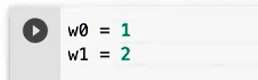 w0 = 1
w1 = 2